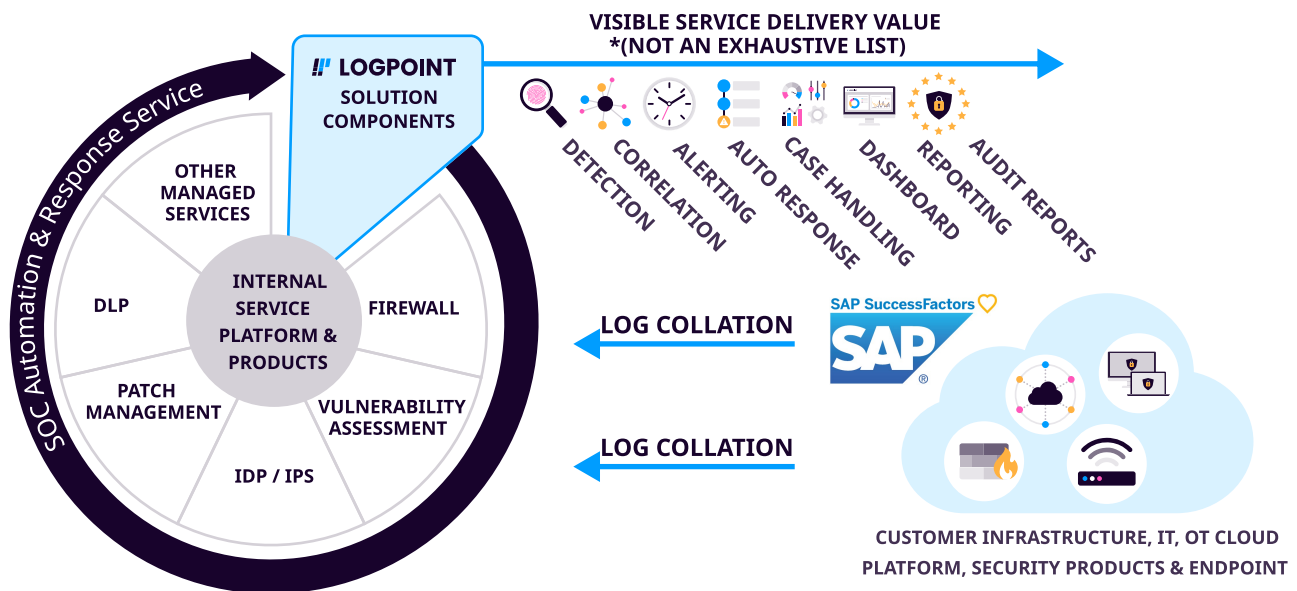 VISIBLE SERVICE DELIVERY VALUE
*(NOT AN EXHAUSTIVE LIST)
LOGPOINT
SOLUTION
COMPONENTS
SOC Automation & Response Service
DETECTION
CORRELATION
ALERTING
AUTO RESPONSE
CASE HANDLING
DASHBOARD
REPORTING
AUDIT REPORTS
OTHER
MANAGED
SERVICES
DLP
PATCH
MANAGEMENT
IDP / IPS
VULNERABILITY
ASSESSMENT
FIREWALL
INTERNAL
SERVICE
PLATFORM &
PRODUCTS
LOG COLLATION
LOG COLLATION
SAP SuccessFactors
SAP
®
CUSTOMER INFRASTRUCTURE, IT, OT CLOUD
PLATFORM, SECURITY PRODUCTS & ENDPOINT